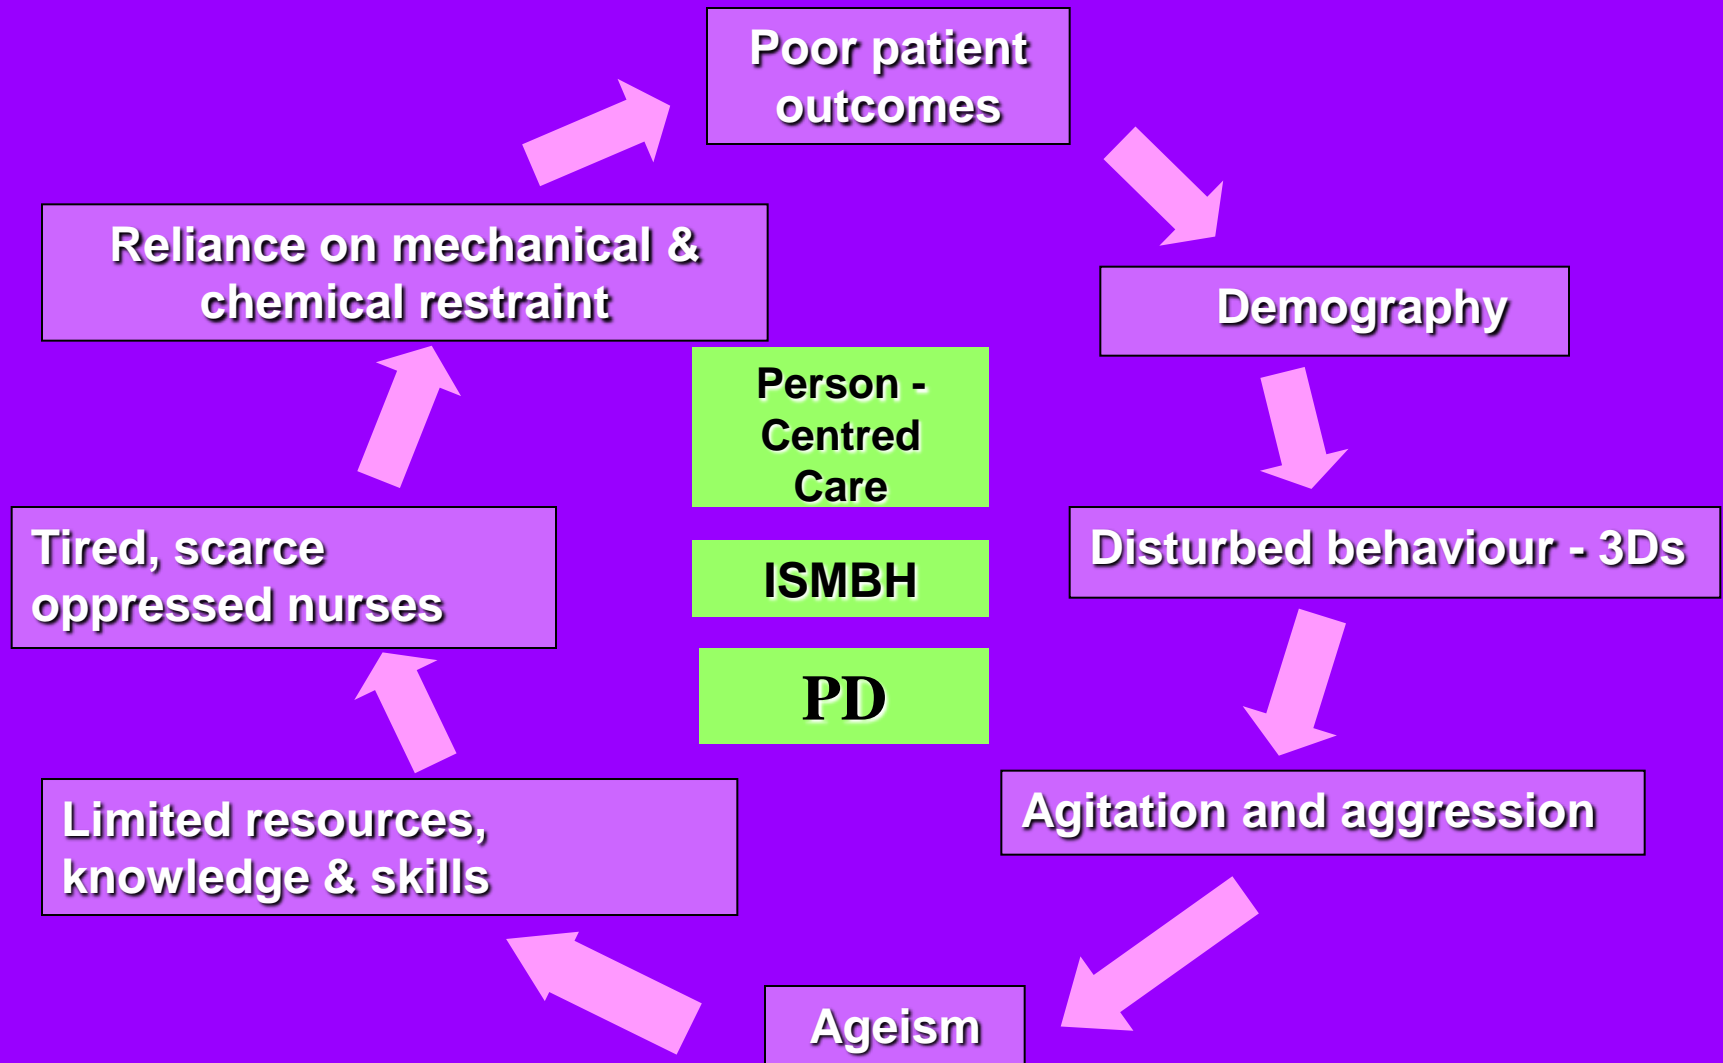 Poor patient
outcomes
Demography
Disturbed behaviour - 3Ds
Agitation and aggression
Ageism
Limited resources,
knowledge & skills
Tired, scarce
oppressed nurses
Reliance on mechanical &
chemical restraint
Person -
Centred
Care
ISMBH
PD